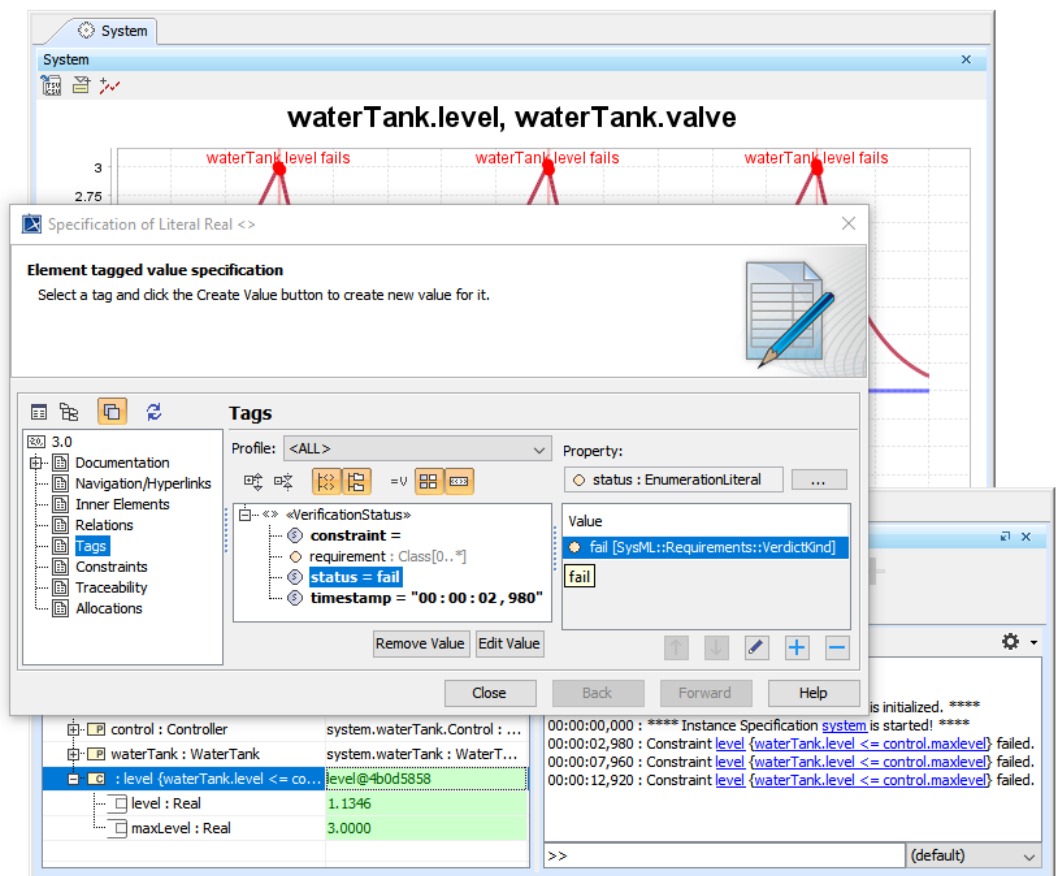 System
System
waterTank.level, waterTank.valve
waterTank.level fails waterTank.level fails waterTank.level fails
3
2.75
Specification of Literal Real <>
Element tagged value specification
Select a tag and click the Create Value button to create new value for it.
3.0
Documentation
Navigation/Hyperlinks
Inner Elements
Relations
Tags
Constraints
Traceability
Allocations
Tags
Profile: <ALL>
=V
«VerificationStatus»
constraint =
requirement : Class[0..*]
status = fail
timestamp = "00:00:02,980"
Remove Value Edit Value
Property:
status : EnumerationLiteral ...
Value
fail [SysML::Requirements::VerdictKind]
fail
Close Back Forward Help
control : Controller system.waterTank.Control : ...
waterTank : WaterTank system.waterTank : WaterT...
C : level {waterTank.level <= co... level@4b0d5858
level : Real 1.1346
maxLevel : Real 3.0000
is initialized. ****
00:00:00,000 : **** Instance Specification system is started! ****
00:00:02,980 : Constraint level {waterTank.level <= control.maxlevel} failed.
00:00:07,960 : Constraint level {waterTank.level <= control.maxlevel} failed.
00:00:12,920 : Constraint level {waterTank.level <= control.maxlevel} failed.
>> (default)